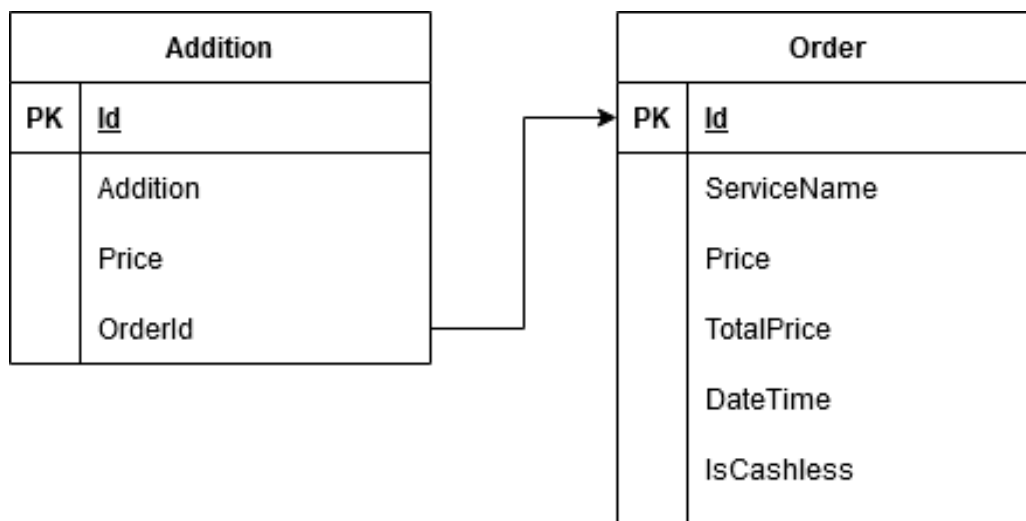 Addition
PK Id
Addition
Price
OrderId
Order
PK Id
ServiceName
Price
TotalPrice
DateTime
IsCashless